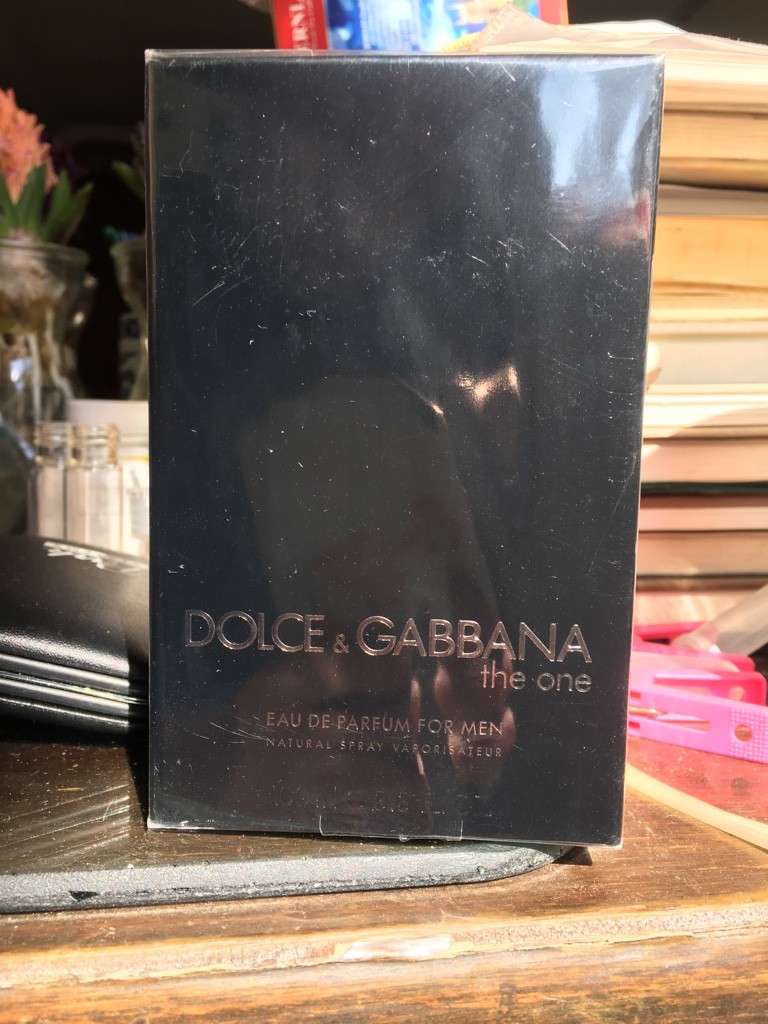 DOLCE & GABBANA
the one
EAU DE PARFUM FOR MEN
NATURAL SPRAY VAPORISATEUR